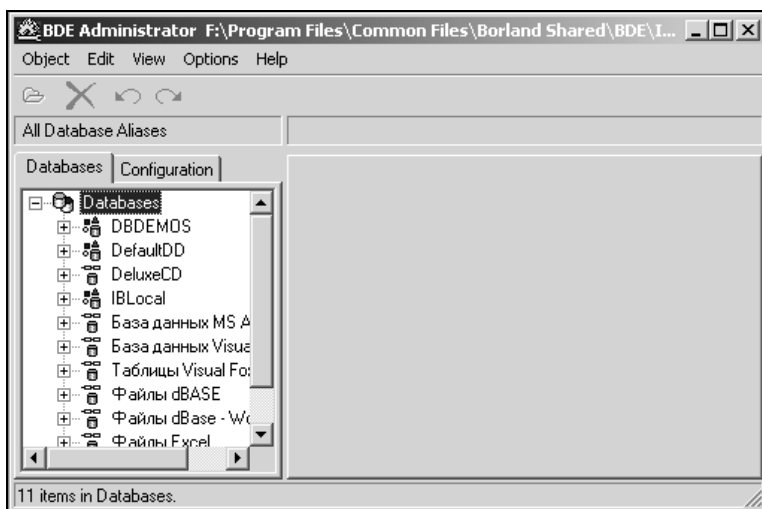 BDE Administrator F:\Program Files\Common Files\Borland Shared\BDE\I...
Object Edit View Options Help
All Database Aliases
Databases Configuration
Databases
DBDEMOS
DefaultDD
DeluxeCD
IBLocal
База данных MS A
База данных Visua
Таблицы Visual Fo
Файлы dBASE
Файлы dBase - Wo
Файлы Excel
11 items in Databases.